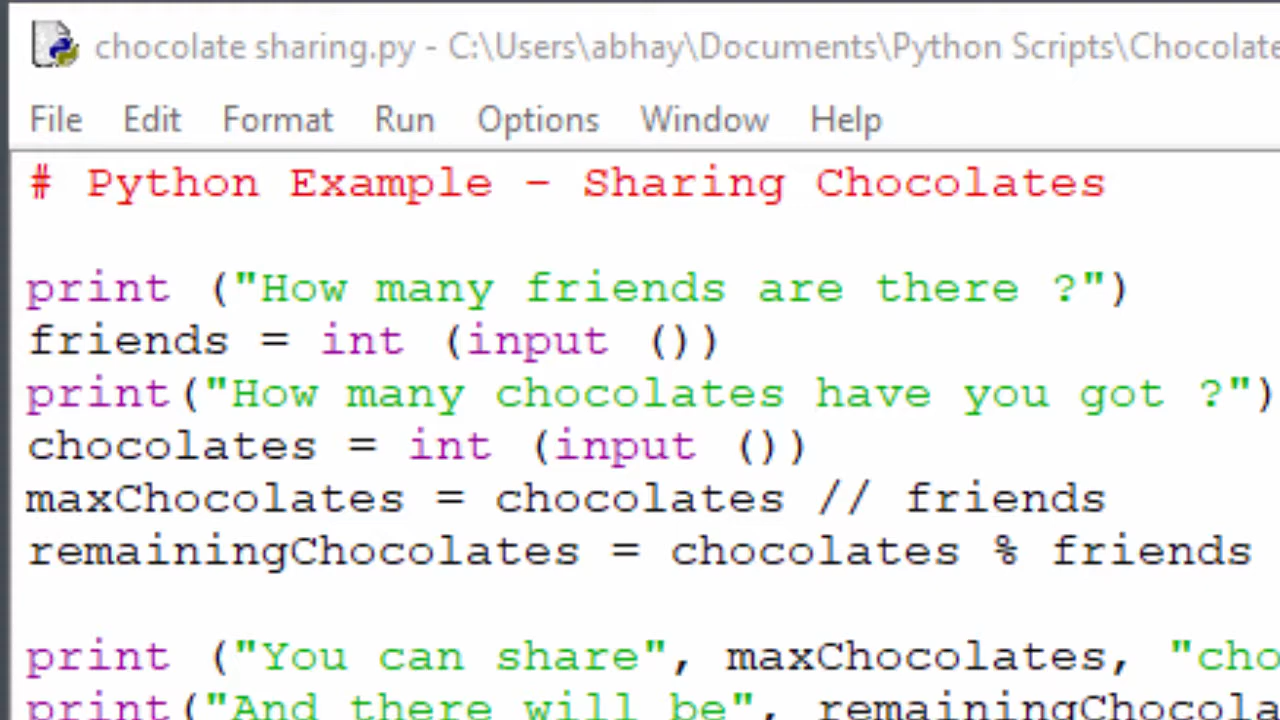 chocolate sharing.py - C:\Users\abhay\Documents\Python Scripts\Chocolate
File Edit Format Run Options Window Help
# Python Example - Sharing Chocolates
print ("How many friends are there ?")
friends = int (input ())
print("How many chocolates have you got ?")
chocolates = int (input ())
maxChocolates = chocolates // friends
remainingChocolates = chocolates % friends
print ("You can share", maxChocolates, "cho
print("And there will be", remainingChocola